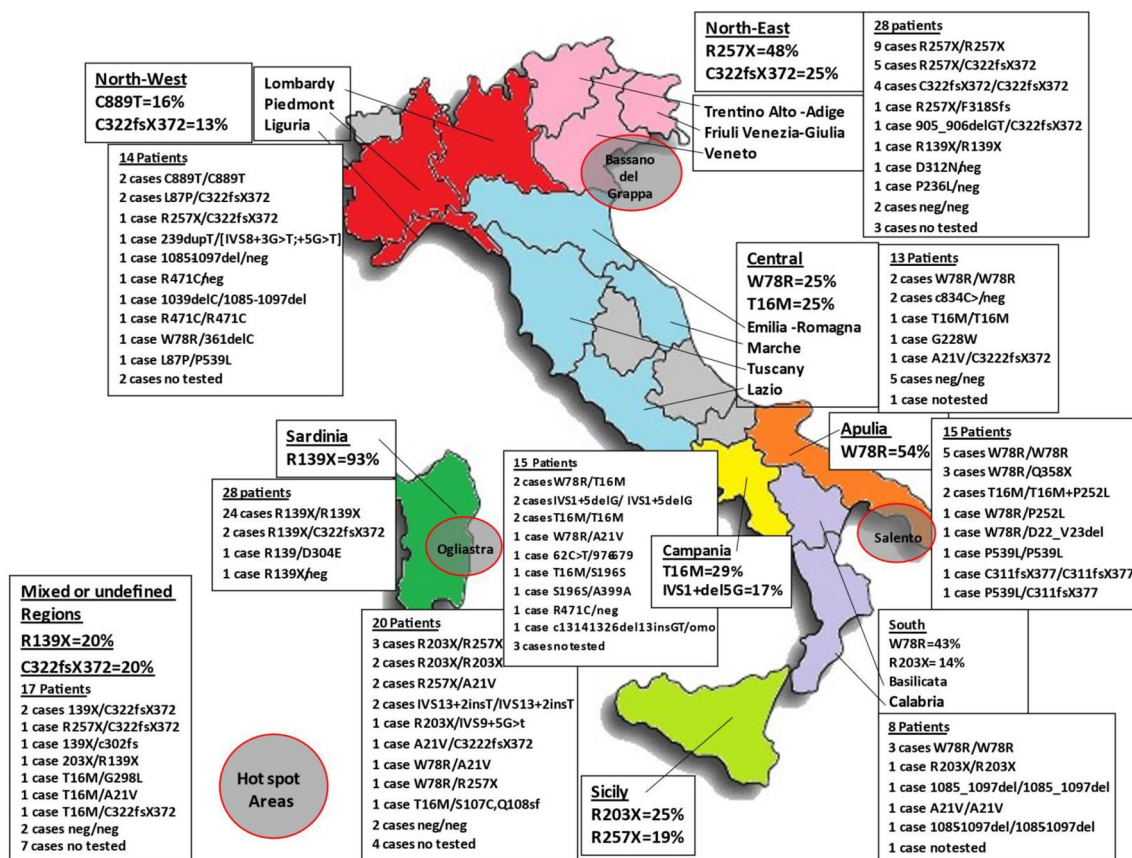 North-East
R257X=48%
C322fsX372=25%
Trentino Alto -Adige
Friuli Venezia-Giulia
Veneto
28 patients
9 cases R257X/R257X
5 cases R257X/C322fsX372
4 cases C322fsX372/C322fsX372
1 case R257X/F318Sfs
1 case 905_906delGT/C322fsX372
1 case R139X/R139X
1 case D312N/neg
1 case P236L/neg
2 cases neg/neg
3 cases no tested
North-West
C889T=16%
C322fsX372=13%
Lombardy
Piedmont
Liguria
14 Patients
2 cases C889T/C889T
2 cases L87P/C322fsX372
1 case R257X/C322fsX372
1 case 239dupT/[IVS8+3G>T;+5G>T]
1 case 1085-1097del/neg
1 case R471C/neg
1 case 1039delC/1085-1097del
1 case R471C/R471C
1 case W78R/361delC
1 case L87P/P539L
2 cases no tested
Bassano
del
Grappa
Central
W78R=25%
T16M=25%
Emilia -Romagna
Marche
Tuscany
Lazio
13 Patients
2 cases W78R/W78R
2 cases c834C>/neg
1 case T16M/T16M
1 case G228W
1 case A21V/C3222fsX372
5 cases neg/neg
1 case notested
Sardinia
R139X=93%
28 patients
24 cases R139X/R139X
2 cases R139X/C322fsX372
1 case R139/D304E
1 case R139X/neg
Ogliastra
15 Patients
2 cases W78R/T16M
2 cases IVS1+5delG/ IVS1+5delG
2 cases T16M/T16M
1 case W78R/A21V
1 case 62C>T/976679
1 case T16M/S196S
1 case S196S/A399A
1 case R471C/neg
1 case c13141326del13insGT/omo
3 cases no tested
Campania
T16M=29%
IVS1+del5G=17%
Apulia
W78R=54%
Salento
15 Patients
5 cases W78R/W78R
3 cases W78R/Q358X
2 cases T16M/T16M+P252L
1 case W78R/P252L
1 case W78R/D22_V23del
1 case P539L/P539L
1 case C311fsX377/C311fsX377
1 case P539L/C311fsX377
Mixed or undefined
Regions
R139X=20%
C322fsX372=20%
17 Patients
2 cases 139X/C322fsX372
1 case R257X/C322fsX372
1 case 139X/c302fs
1 case 203X/R139X
1 case T16M/G298L
1 case T16M/A21V
1 case T16M/C322fsX372
2 cases neg/neg
7 cases no tested
Hot spot
Areas
20 Patients
3 cases R203X/R257X
2 cases R203X/R203X
2 cases R257X/A21V
2 cases IVS13+2insT/IVS13+2insT
1 case R203X/IVS9+5G>t
1 case A21V/C3222fsX372
1 case W78R/A21V
1 case W78R/R257X
1 case T16M/S107C,Q108sf
2 cases neg/neg
4 cases no tested
Sicily
R203X=25%
R257X=19%
South
W78R=43%
R203X= 14%
Basilicata
Calabria
8 Patients
3 cases W78R/W78R
1 case R203X/R203X
1 case 1085_1097del/1085_1097del
1 case A21V/A21V
1 case 10851097del/10851097del
1 case notested